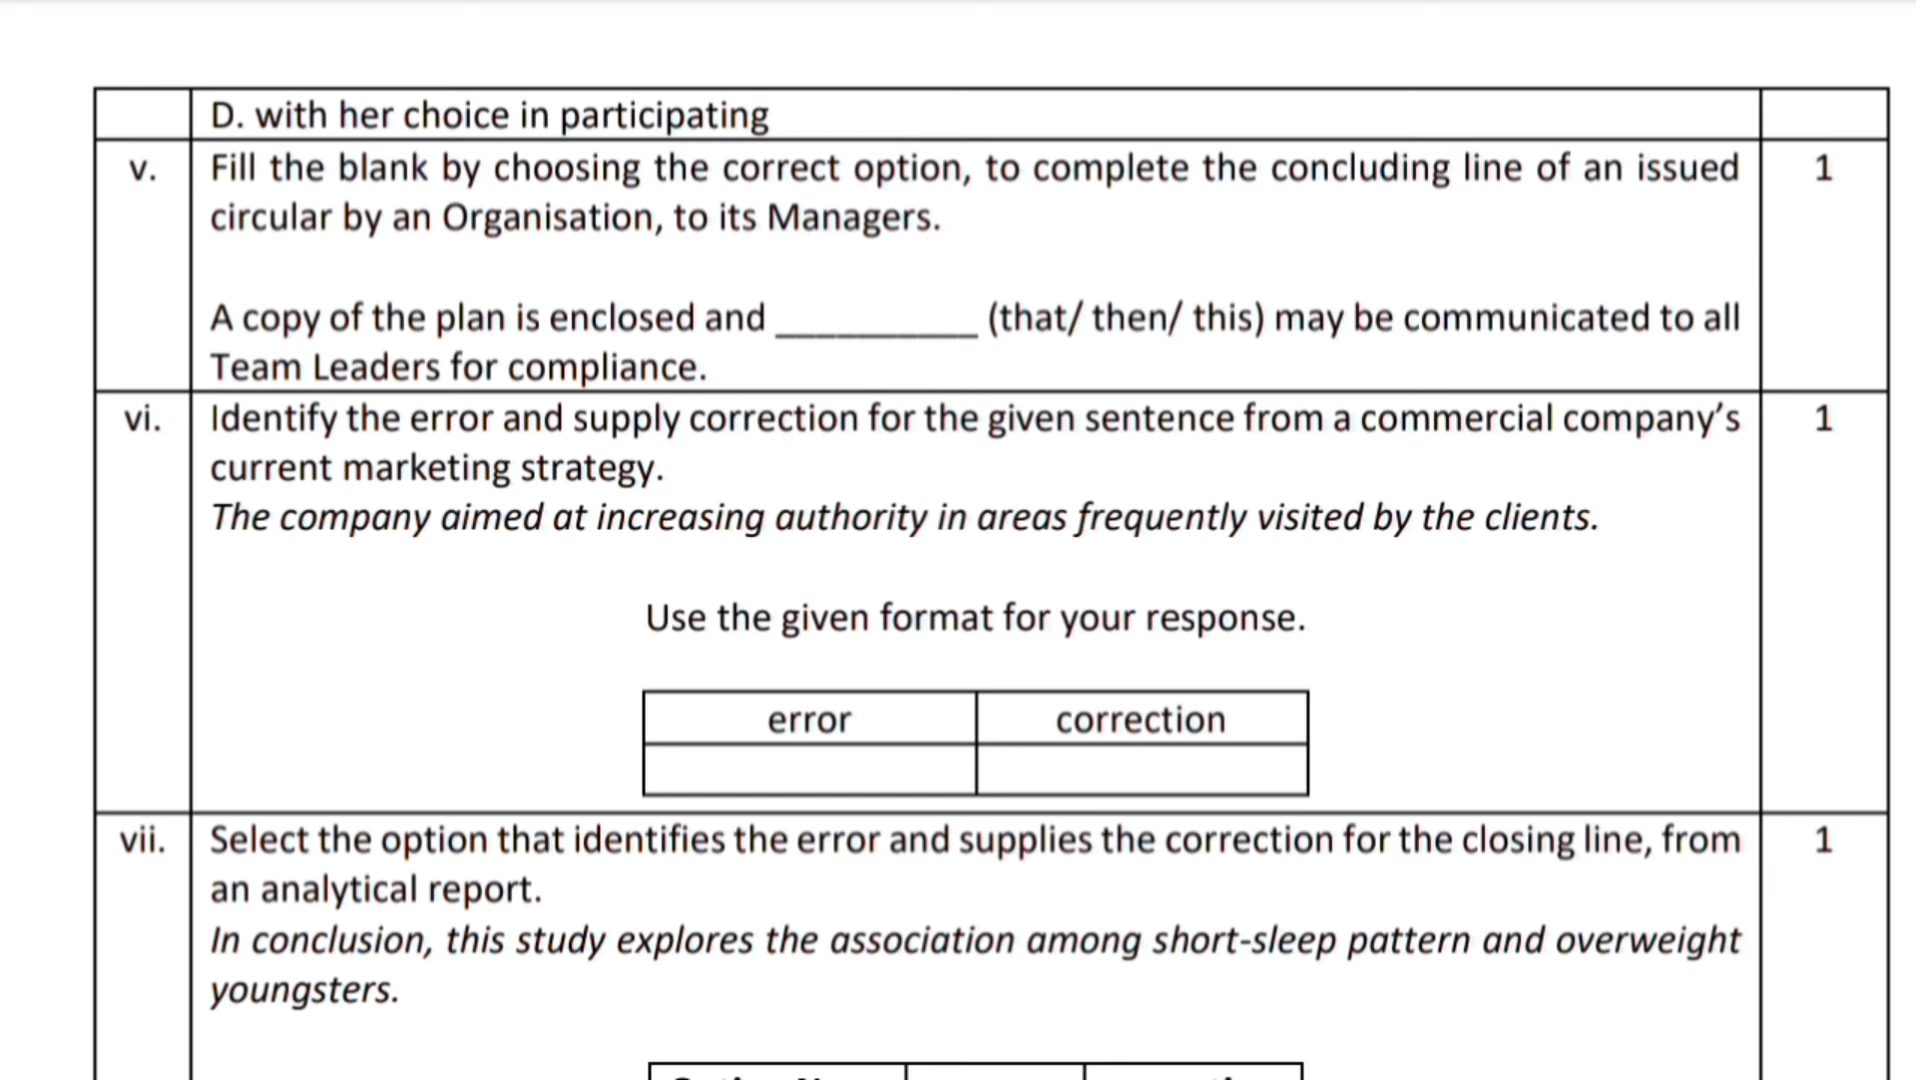 D. with her choice in participating
v. Fill the blank by choosing the correct option, to complete the concluding line of an issued 1
circular by an Organisation, to its Managers.
A copy of the plan is enclosed and __________ (that/ then/ this) may be communicated to all
Team Leaders for compliance.
vi. Identify the error and supply correction for the given sentence from a commercial company’s 1
current marketing strategy.
The company aimed at increasing authority in areas frequently visited by the clients.
Use the given format for your response.
error correction
vii. Select the option that identifies the error and supplies the correction for the closing line, from 1
an analytical report.
In conclusion, this study explores the association among short-sleep pattern and overweight
youngsters.